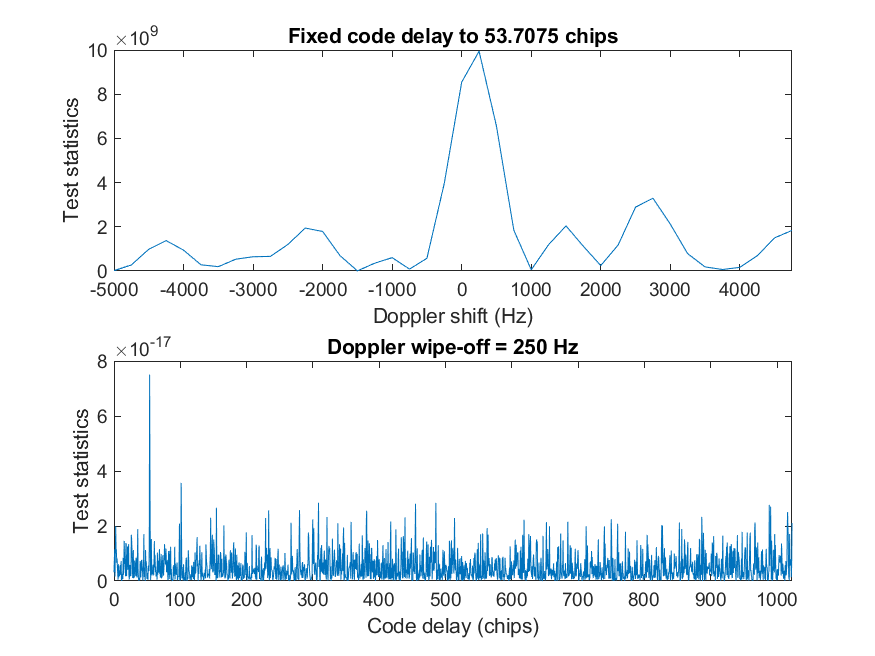 ×10^9
Fixed code delay to 53.7075 chips
10
8
6
4
2
0
Test statistics
-5000 -4000 -3000 -2000 -1000 0 1000 2000 3000 4000
Doppler shift (Hz)
×10^-17
Doppler wipe-off = 250 Hz
8
6
4
2
0
Test statistics
0 100 200 300 400 500 600 700 800 900 1000
Code delay (chips)